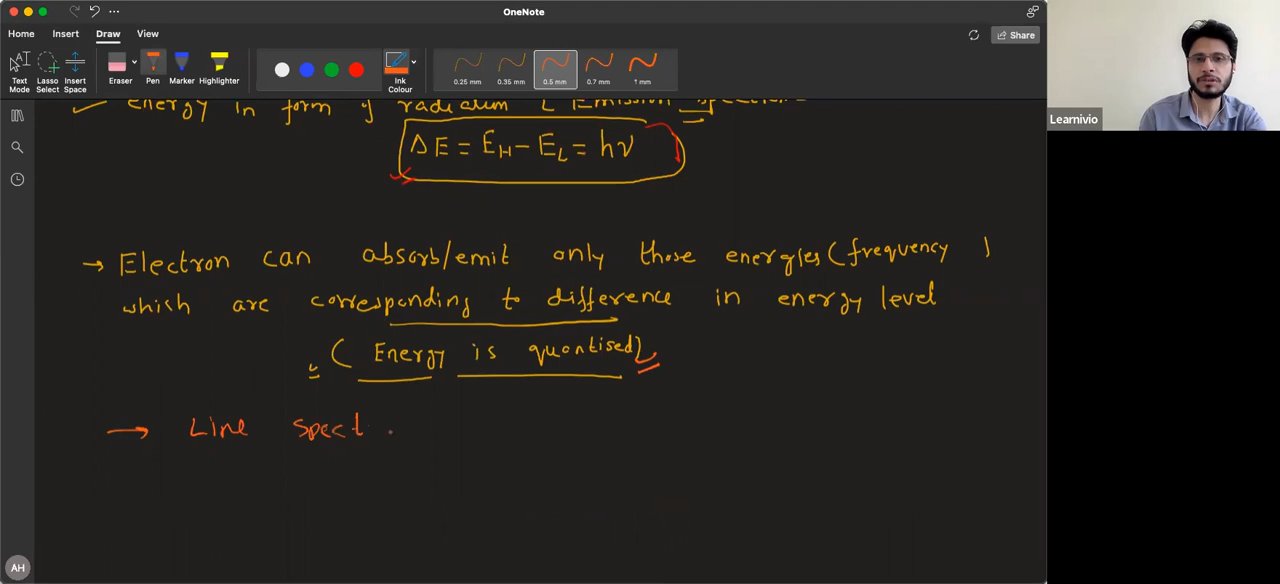 OneNote
Home Insert Draw View
Share
Text Mode
Lasso Select
Insert Space
Eraser
Pen
Marker
Highlighter
Ink Colour
0.25 mm
0.35 mm
0.5 mm
0.7 mm
1 mm
Learnivio
energy in form of radiation ( Emission
ΔE = E_H - E_L = hν
→ Electron can absorb/emit only those energies (frequency )
which are corresponding to difference in energy level
( Energy is quantised)
→ Line Spect
AH